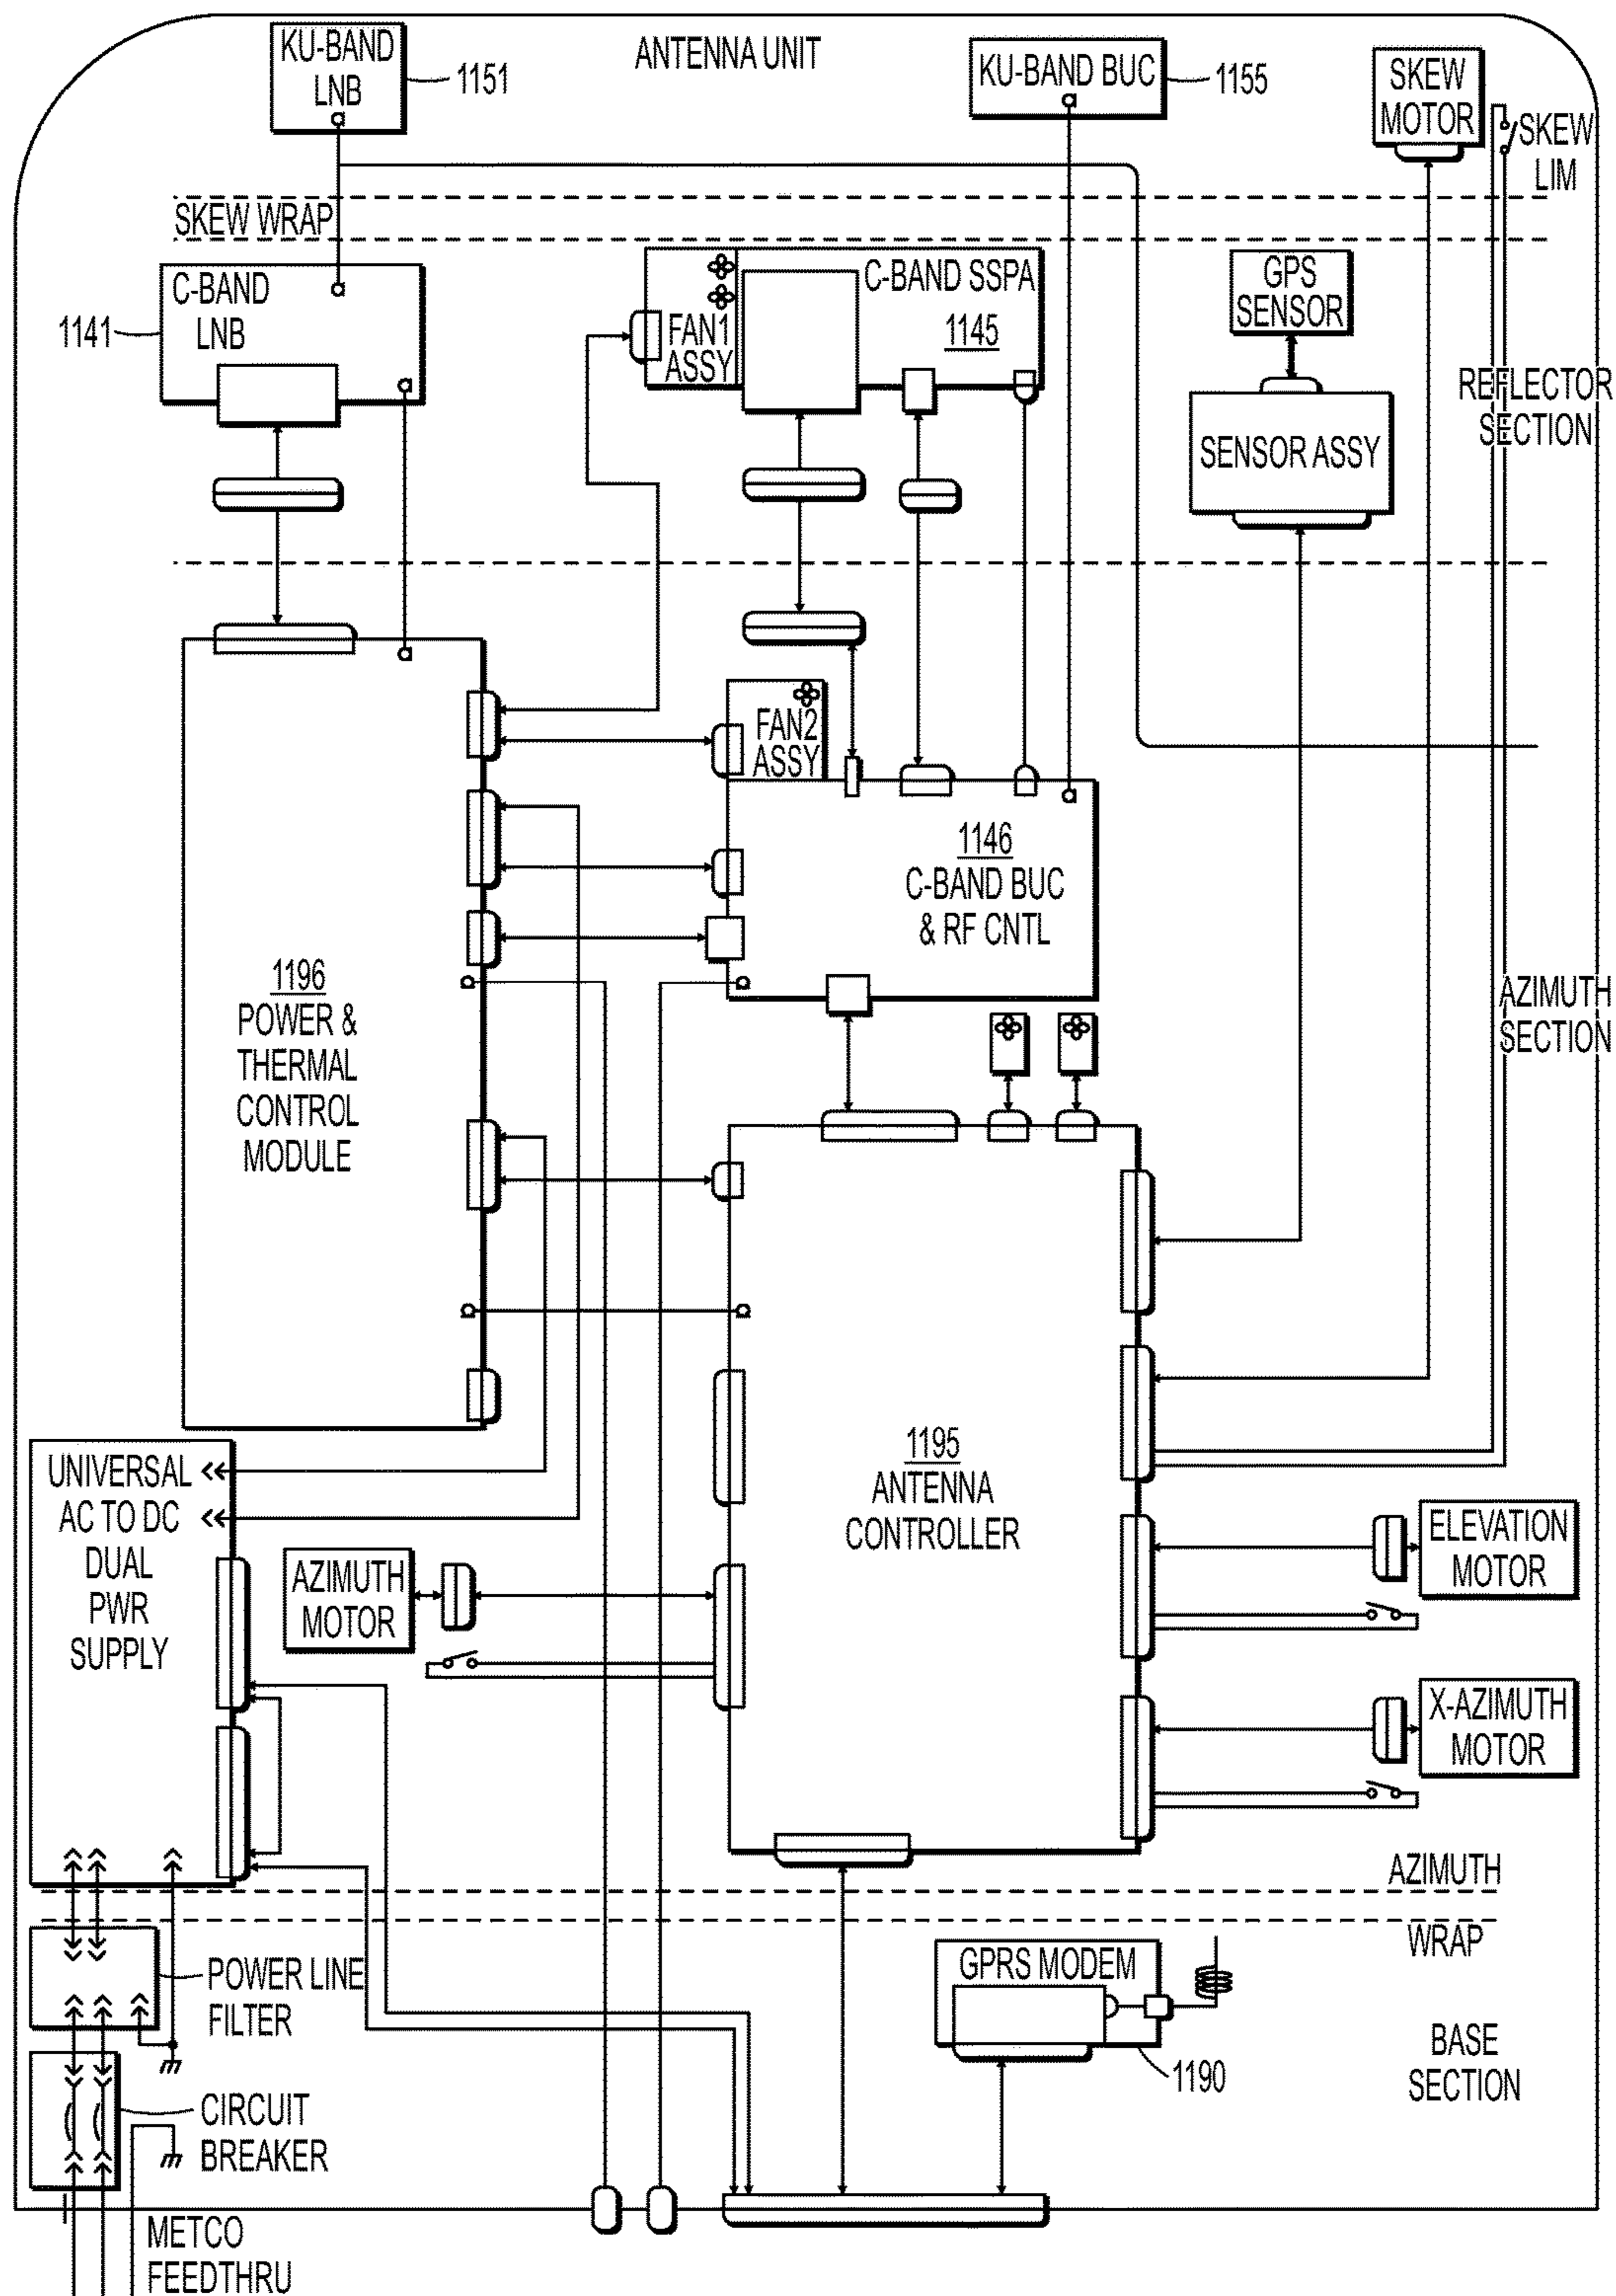 KU-BAND
LNB
1151
ANTENNA UNIT
KU-BAND BUC
1155
SKEW
MOTOR
SKEW
LIM
SKEW WRAP
C-BAND
LNB
1141
FAN1
ASSY
C-BAND SSPA
1145
GPS
SENSOR
SENSOR ASSY
REFLECTOR
SECTION
FAN2
ASSY
1146
C-BAND BUC
& RF CNTL
1196
POWER &
THERMAL
CONTROL
MODULE
AZIMUTH
SECTION
1195
ANTENNA
CONTROLLER
UNIVERSAL
AC TO DC
DUAL
PWR
SUPPLY
AZIMUTH
MOTOR
ELEVATION
MOTOR
X-AZIMUTH
MOTOR
AZIMUTH
WRAP
POWER LINE
FILTER
GPRS MODEM
1190
BASE
SECTION
CIRCUIT
BREAKER
METCO
FEEDTHRU